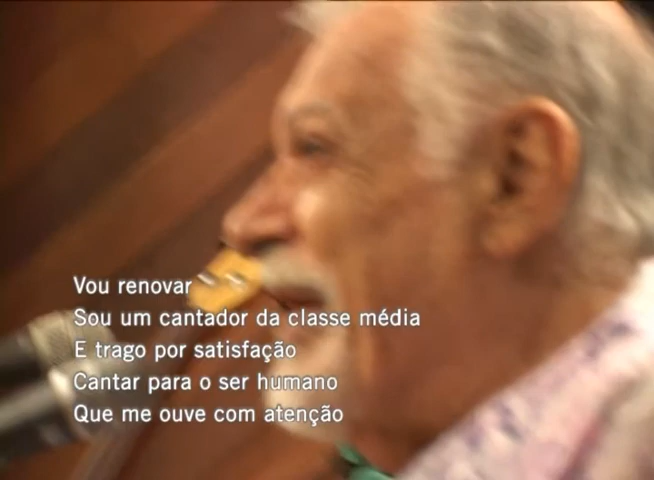 Vou renovar
Sou um cantador da classe média
E trago por satisfação
Cantar para o ser humano
Que me ouve com atenção